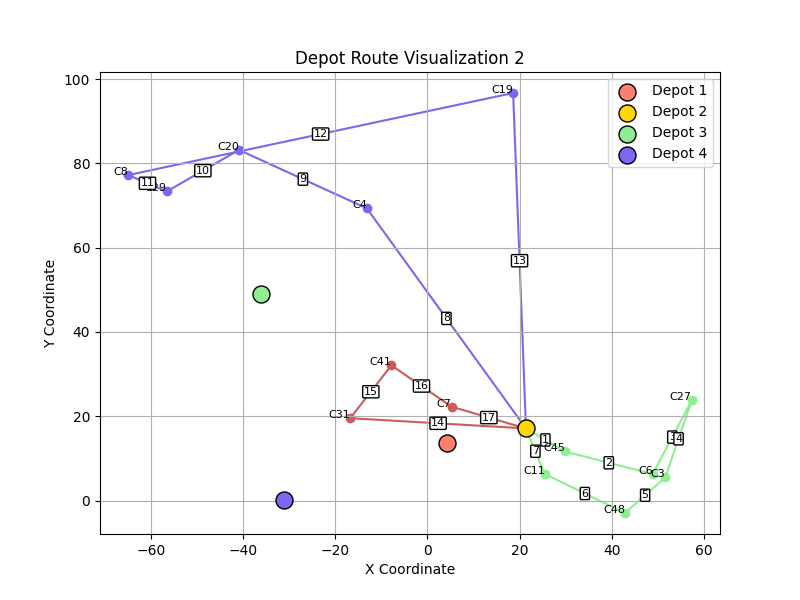 Depot Route Visualization 2
Y Coordinate
X Coordinate
100
80
60
40
20
0
−60
−40
−20
0
20
40
60
Depot 1
Depot 2
Depot 3
Depot 4
C19
12
C20
C8
11
10
9
C4
13
8
C41
16
15
C7
C31
14
17
C27
1
C45
7
2
4
C11
C6
C3
6
5
C48